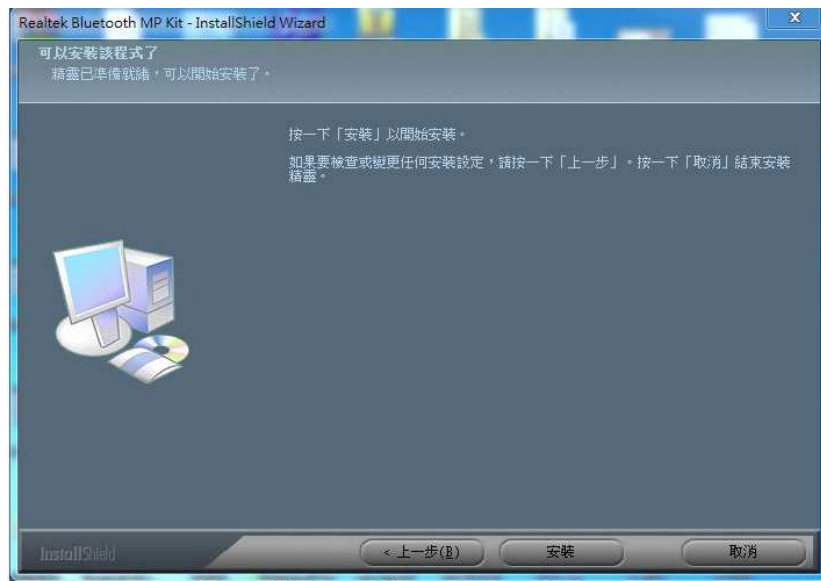 Realtek Bluetooth MP Kit - InstallShield Wizard
可以安裝該程式了
精靈已準備就緒,可以開始安裝了。
按一下「安裝」以開始安裝。
如果要檢查或變更任何安裝設定,請按一下「上一步」。按一下「取消」結束安裝
精靈。
InstallShield
< 上一步(B)
安裝
取消